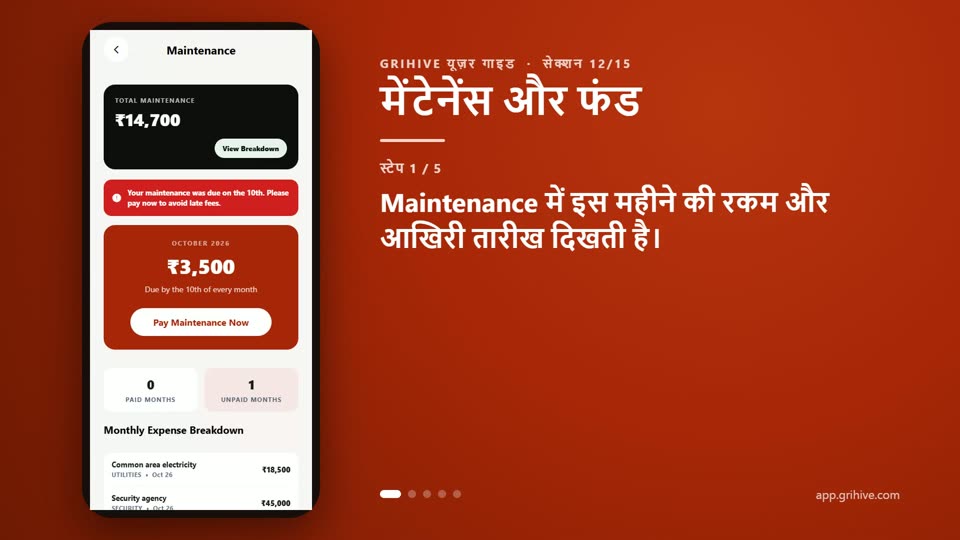 Maintenance
TOTAL MAINTENANCE
₹14,700
View Breakdown
Your maintenance was due on the 10th. Please
pay now to avoid late fees.
OCTOBER 2026
₹3,500
Due by the 10th of every month
Pay Maintenance Now
0
PAID MONTHS
1
UNPAID MONTHS
Monthly Expense Breakdown
Common area electricity
UTILITIES • Oct 26
₹18,500
Security agency
SECURITY • Oct 26
₹45,000
GRIHIVE यूज़र गाइड · सेक्शन 12/15
मेंटेनेंस और फंड
स्टेप 1 / 5
Maintenance में इस महीने की रकम और
आखिरी तारीख दिखती है।
app.grihive.com